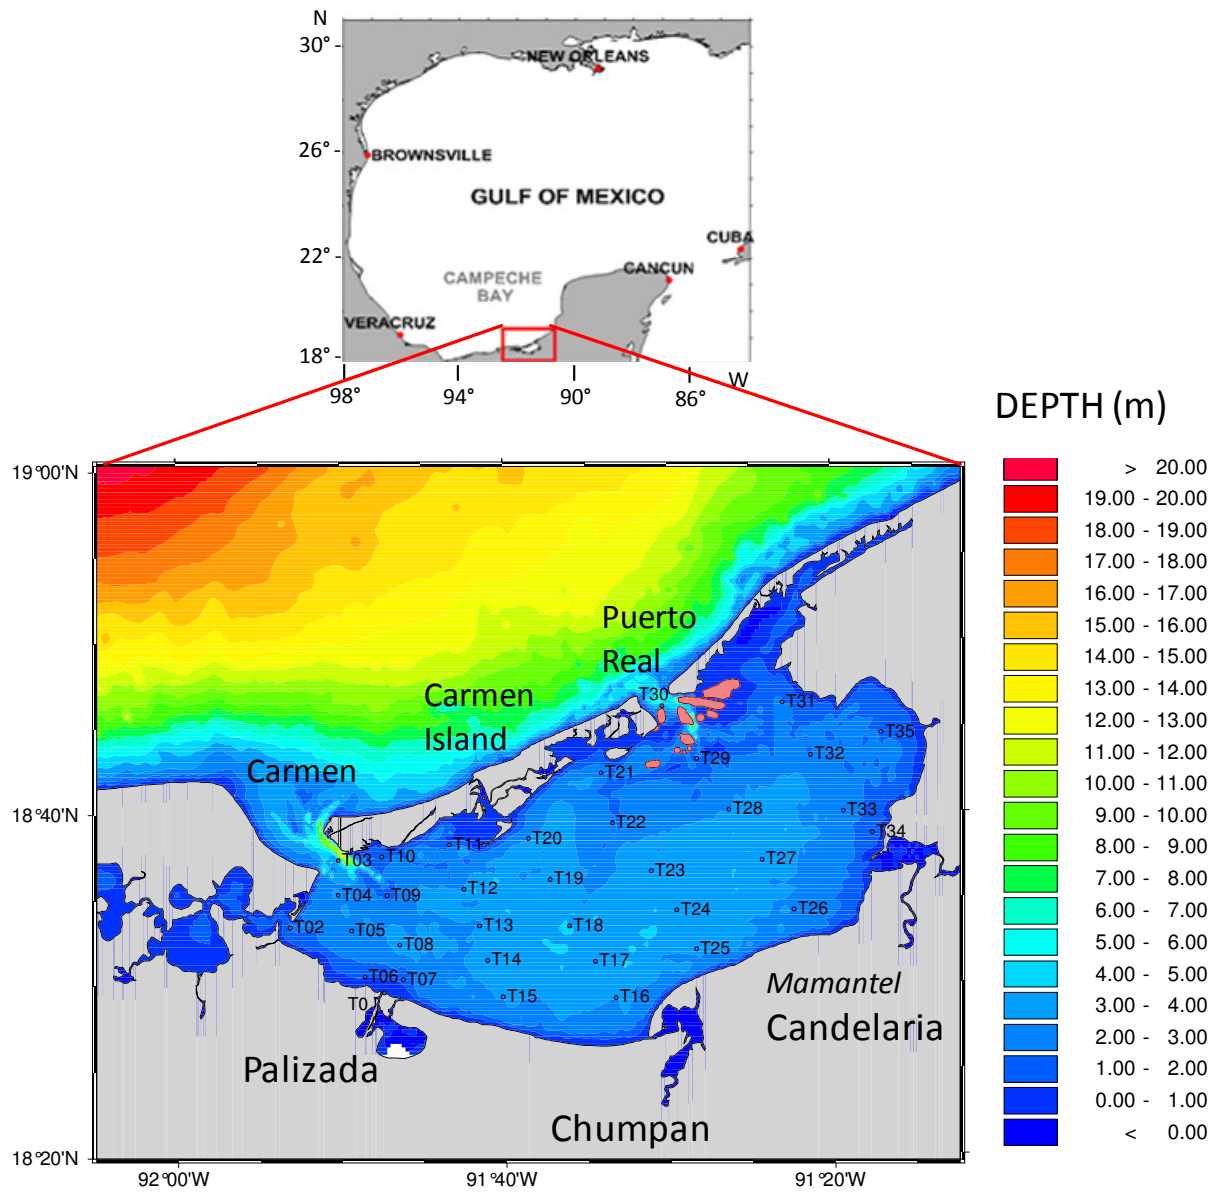 N
30°
NEW ORLEANS
26°
BROWNSVILLE
GULF OF MEXICO
CUBA
22°
CANCUN
CAMPECHE
BAY
VERACRUZ
18°
98°
94°
90°
86°
W
DEPTH (m)
19°00'N
> 20.00
19.00 - 20.00
18.00 - 19.00
17.00 - 18.00
16.00 - 17.00
15.00 - 16.00
14.00 - 15.00
13.00 - 14.00
12.00 - 13.00
11.00 - 12.00
10.00 - 11.00
9.00 - 10.00
8.00 - 9.00
7.00 - 8.00
6.00 - 7.00
5.00 - 6.00
4.00 - 5.00
3.00 - 4.00
2.00 - 3.00
1.00 - 2.00
0.00 - 1.00
< 0.00
Puerto
Real
Carmen
Island
Carmen
T30
T31
T35
T32
T29
T21
18°40'N
T28
T33
T22
T34
T20
T11
T10
T03
T27
T23
T19
T12
T04
T09
T24
T26
T02
T05
T13
T18
T08
T25
T14
T17
T06
T07
T0
T15
T16
Mamantel
Candelaria
Palizada
Chumpan
18°20'N
92°00'W
91°40'W
91°20'W